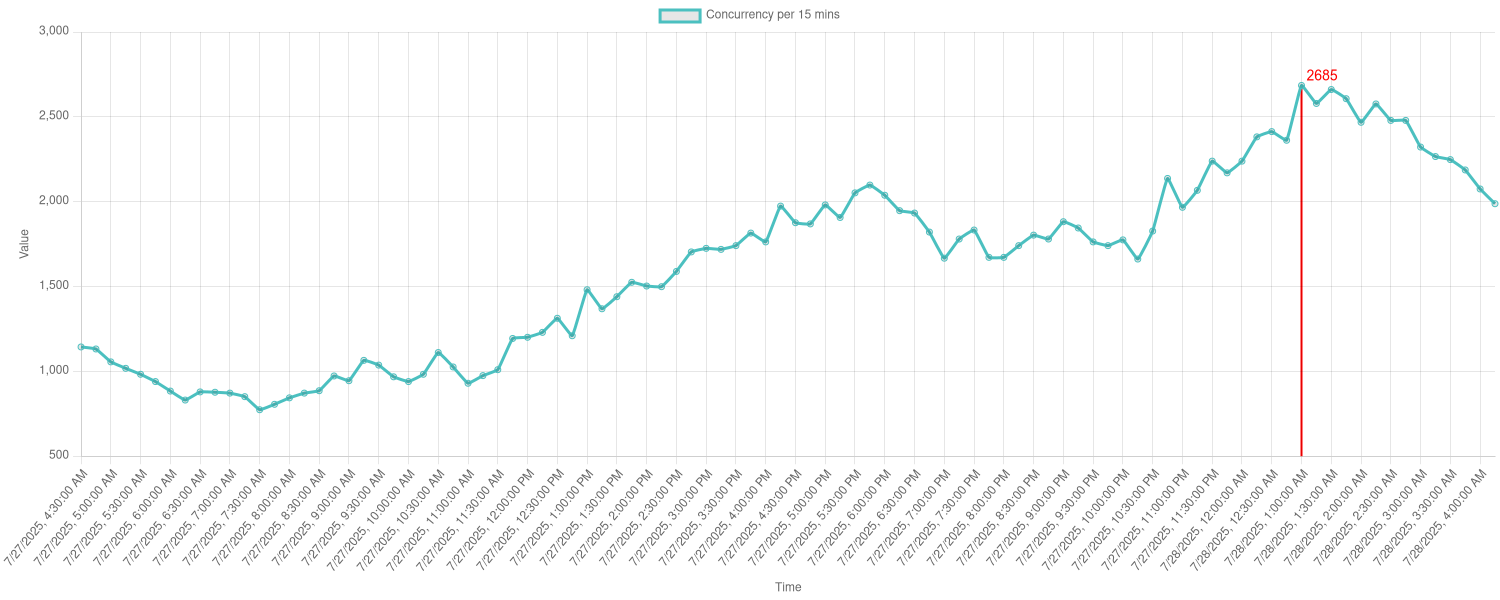 Concurrency per 15 mins
3,000
2,500
2,000
1,500
1,000
500
Value
2685
7/27/2025, 4:30:00 AM
7/27/2025, 5:00:00 AM
7/27/2025, 5:30:00 AM
7/27/2025, 6:00:00 AM
7/27/2025, 6:30:00 AM
7/27/2025, 7:00:00 AM
7/27/2025, 7:30:00 AM
7/27/2025, 8:00:00 AM
7/27/2025, 8:30:00 AM
7/27/2025, 9:00:00 AM
7/27/2025, 9:30:00 AM
7/27/2025, 10:00:00 AM
7/27/2025, 10:30:00 AM
7/27/2025, 11:00:00 AM
7/27/2025, 11:30:00 AM
7/27/2025, 12:00:00 PM
7/27/2025, 12:30:00 PM
7/27/2025, 1:00:00 PM
7/27/2025, 1:30:00 PM
7/27/2025, 2:00:00 PM
7/27/2025, 2:30:00 PM
7/27/2025, 3:00:00 PM
7/27/2025, 3:30:00 PM
7/27/2025, 4:00:00 PM
7/27/2025, 4:30:00 PM
7/27/2025, 5:00:00 PM
7/27/2025, 5:30:00 PM
7/27/2025, 6:00:00 PM
7/27/2025, 6:30:00 PM
7/27/2025, 7:00:00 PM
7/27/2025, 7:30:00 PM
7/27/2025, 8:00:00 PM
7/27/2025, 8:30:00 PM
7/27/2025, 9:00:00 PM
7/27/2025, 9:30:00 PM
7/27/2025, 10:00:00 PM
7/27/2025, 10:30:00 PM
7/27/2025, 11:00:00 PM
7/27/2025, 11:30:00 PM
7/28/2025, 12:00:00 AM
7/28/2025, 12:30:00 AM
7/28/2025, 1:00:00 AM
7/28/2025, 1:30:00 AM
7/28/2025, 2:00:00 AM
7/28/2025, 2:30:00 AM
7/28/2025, 3:00:00 AM
7/28/2025, 3:30:00 AM
7/28/2025, 4:00:00 AM
Time